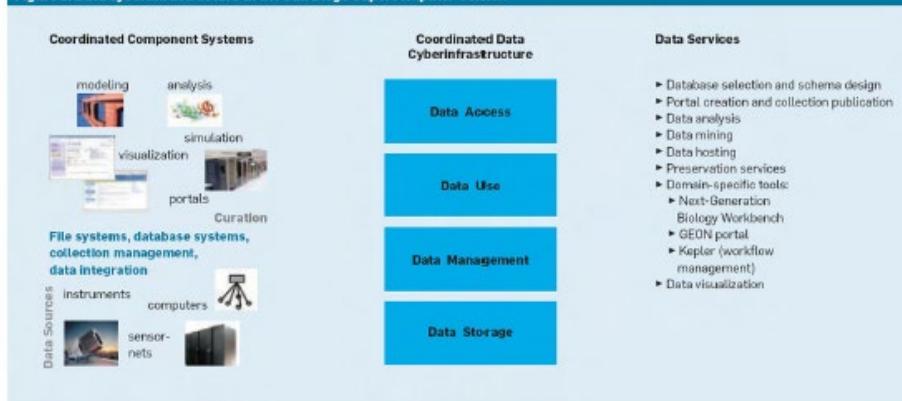 Coordinated Component Systems
modeling
analysis
simulation
visualization
portals
Curation
File systems, database systems,
collection management,
data integration
Data Sources
instruments
computers
sensor-
nets
Coordinated Data
Cyberinfrastructure
Data Access
Data Use
Data Management
Data Storage
Data Services
▸ Database selection and schema design
▸ Portal creation and collection publication
▸ Data analysis
▸ Data mining
▸ Data hosting
▸ Preservation services
▸ Domain-specific tools:
▸ Next-Generation
Biology Workbench
▸ GEON portal
▸ Kepler (workflow
management)
▸ Data visualization